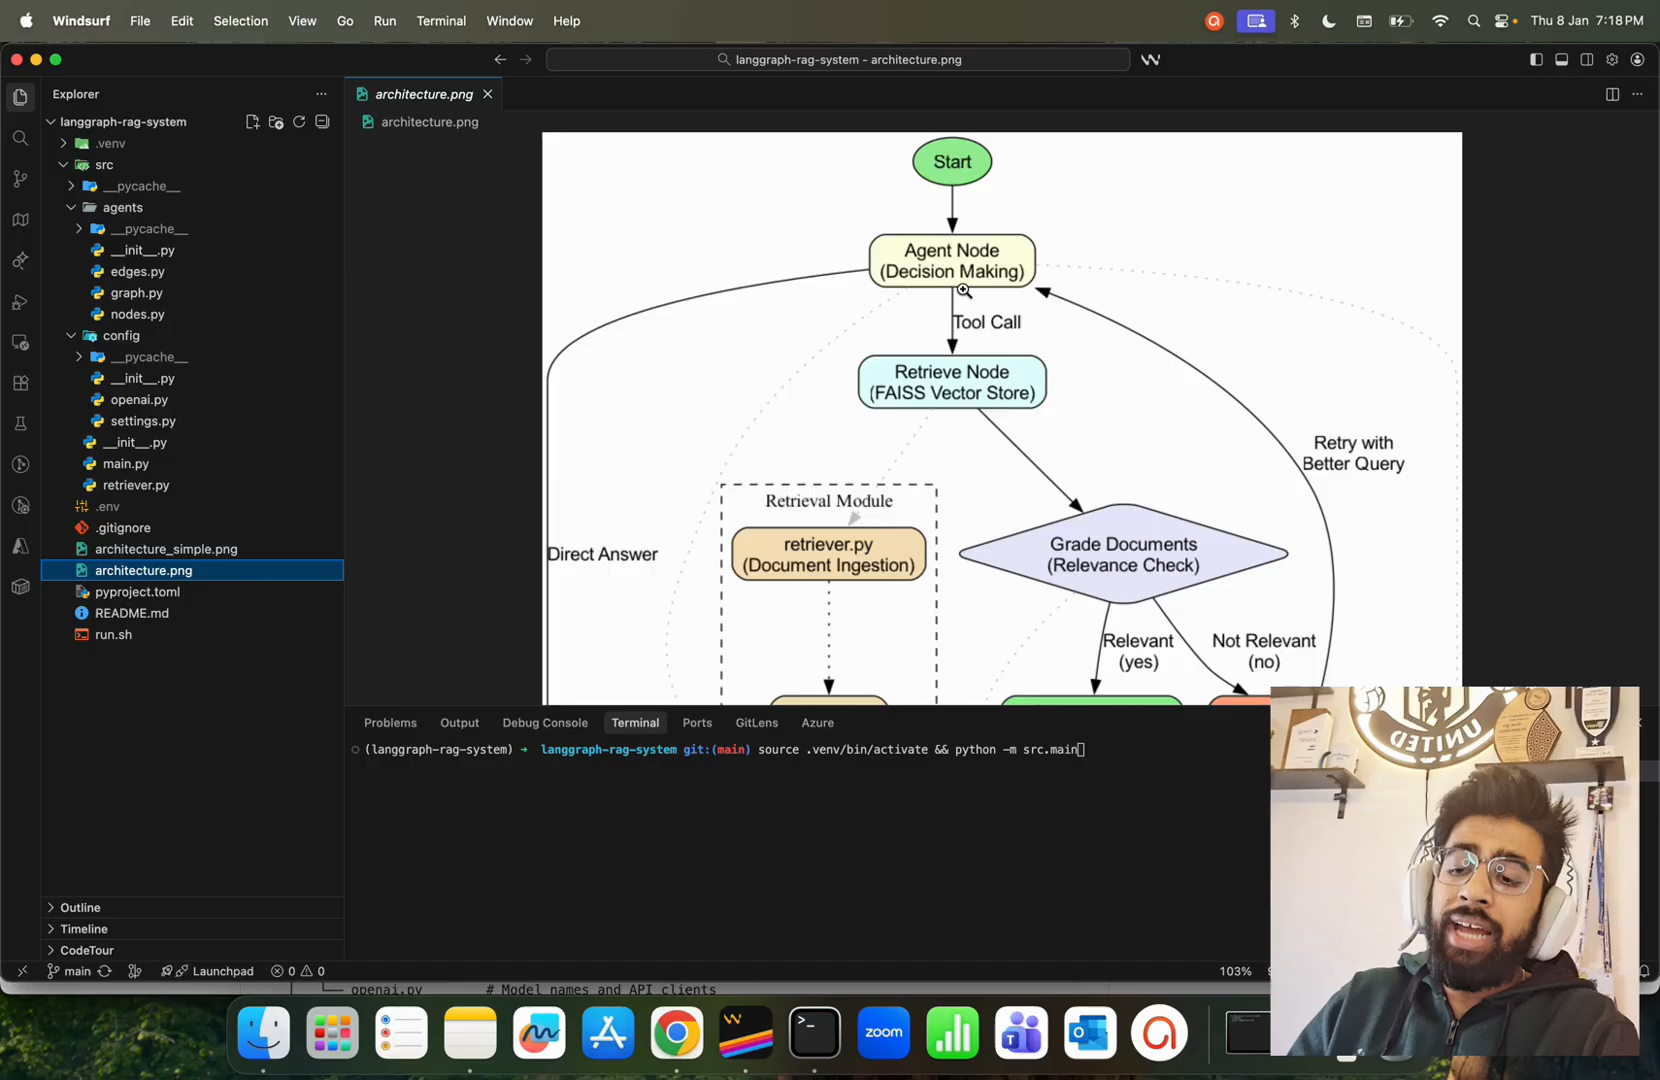 Windsurf File Edit Selection View Go Run Terminal Window Help
Thu 8 Jan 7:18 PM
langgraph-rag-system - architecture.png
Explorer
architecture.png
langgraph-rag-system
architecture.png
.venv
src
__pycache__
agents
__pycache__
__init__.py
edges.py
graph.py
nodes.py
config
__pycache__
__init__.py
openai.py
settings.py
__init__.py
main.py
retriever.py
.env
.gitignore
architecture_simple.png
architecture.png
pyproject.toml
README.md
run.sh
Outline
Timeline
CodeTour
Start
Agent Node
(Decision Making)
Tool Call
Retrieve Node
(FAISS Vector Store)
Retry with
Better Query
Retrieval Module
retriever.py
(Document Ingestion)
Direct Answer
Grade Documents
(Relevance Check)
Relevant
(yes)
Not Relevant
(no)
Problems Output Debug Console Terminal Ports GitLens Azure
(langgraph-rag-system) → langgraph-rag-system git:(main) source .venv/bin/activate && python -m src.main
UNITED
main Launchpad 0 0
103%
openai.py # Model names and API clients
zoom